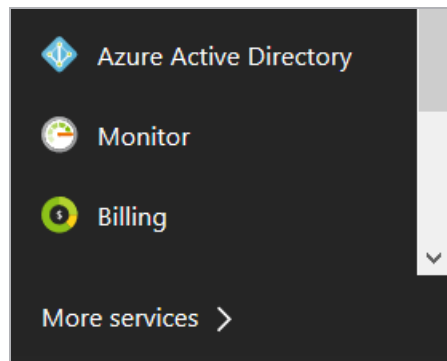 Azure Active Directory
Monitor
$
Billing
More services